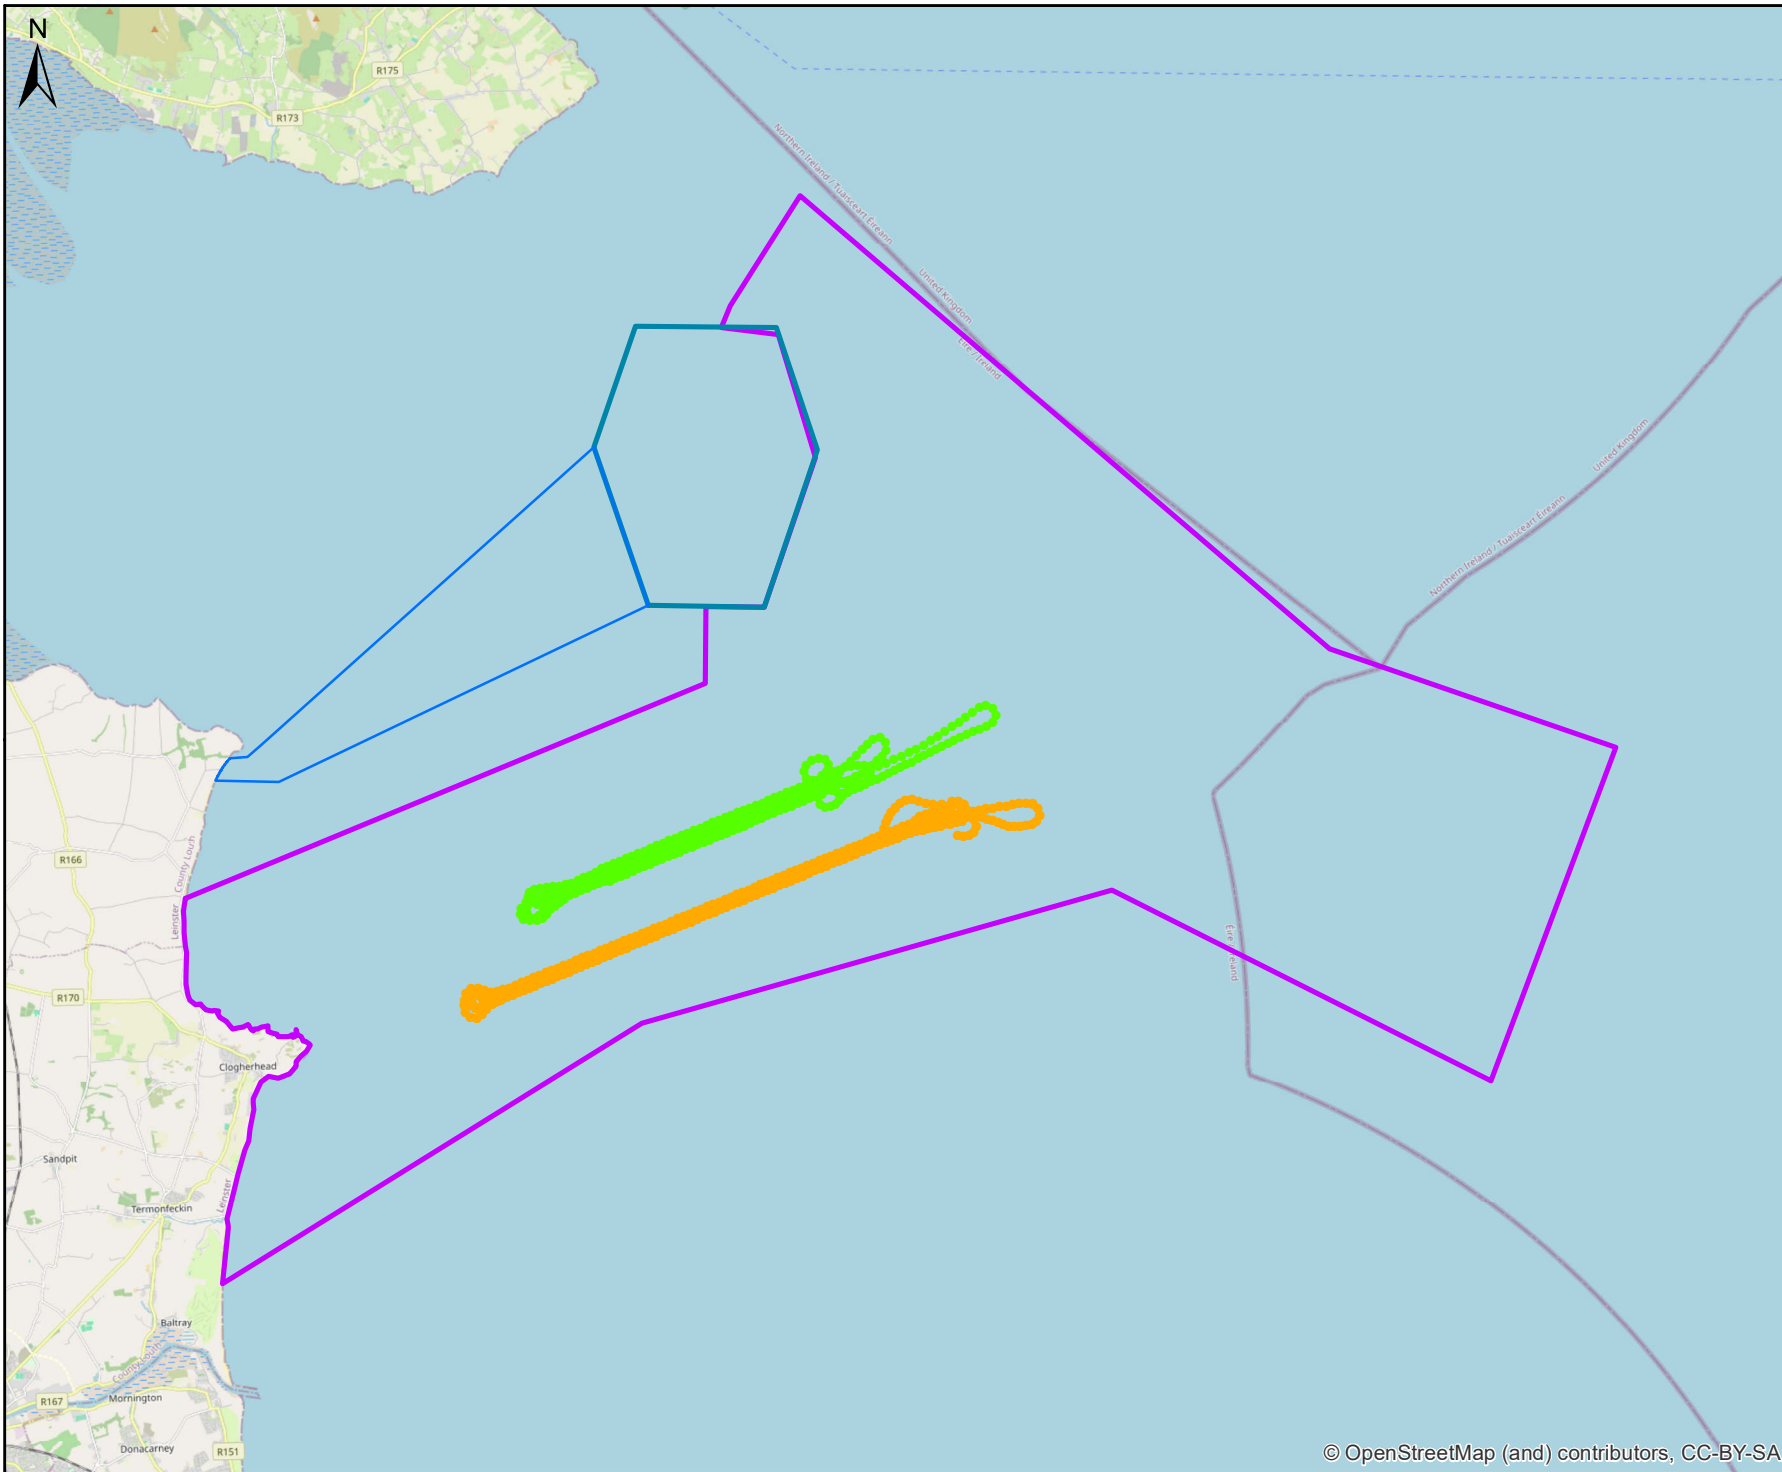 N
R175
R173
Northern Ireland / Tuaisceart Éireann
United Kingdom
Éire / Ireland
United Kingdom
Northern Ireland / Tuaisceart Éireann
R166
County Louth
Leinster
Éire / Ireland
R170
Clogherhead
Sandpit
Leinster
Termonfeckin
Baltray
County Louth
R167
Mornington
Donacarney
R151
© OpenStreetMap (and) contributors, CC-BY-SA